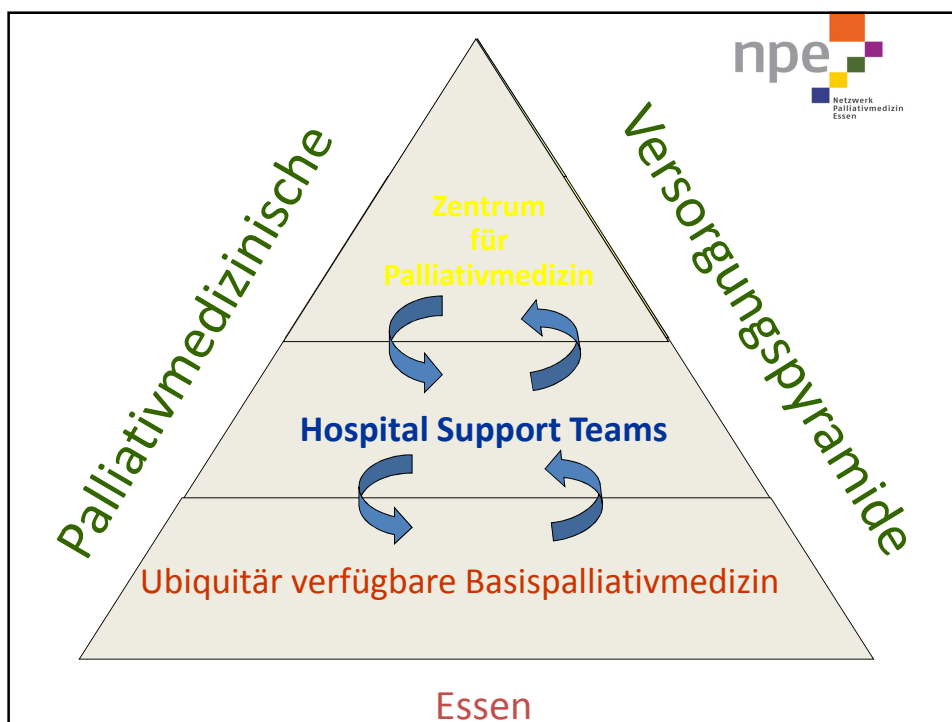 npe
Netzwerk
Palliativmedizin
Essen
Palliativmedizinische
Versorgungspyramide
Zentrum
für
Palliativmedizin
Hospital Support Teams
Ubiquitär verfügbare Basispalliativmedizin
Essen